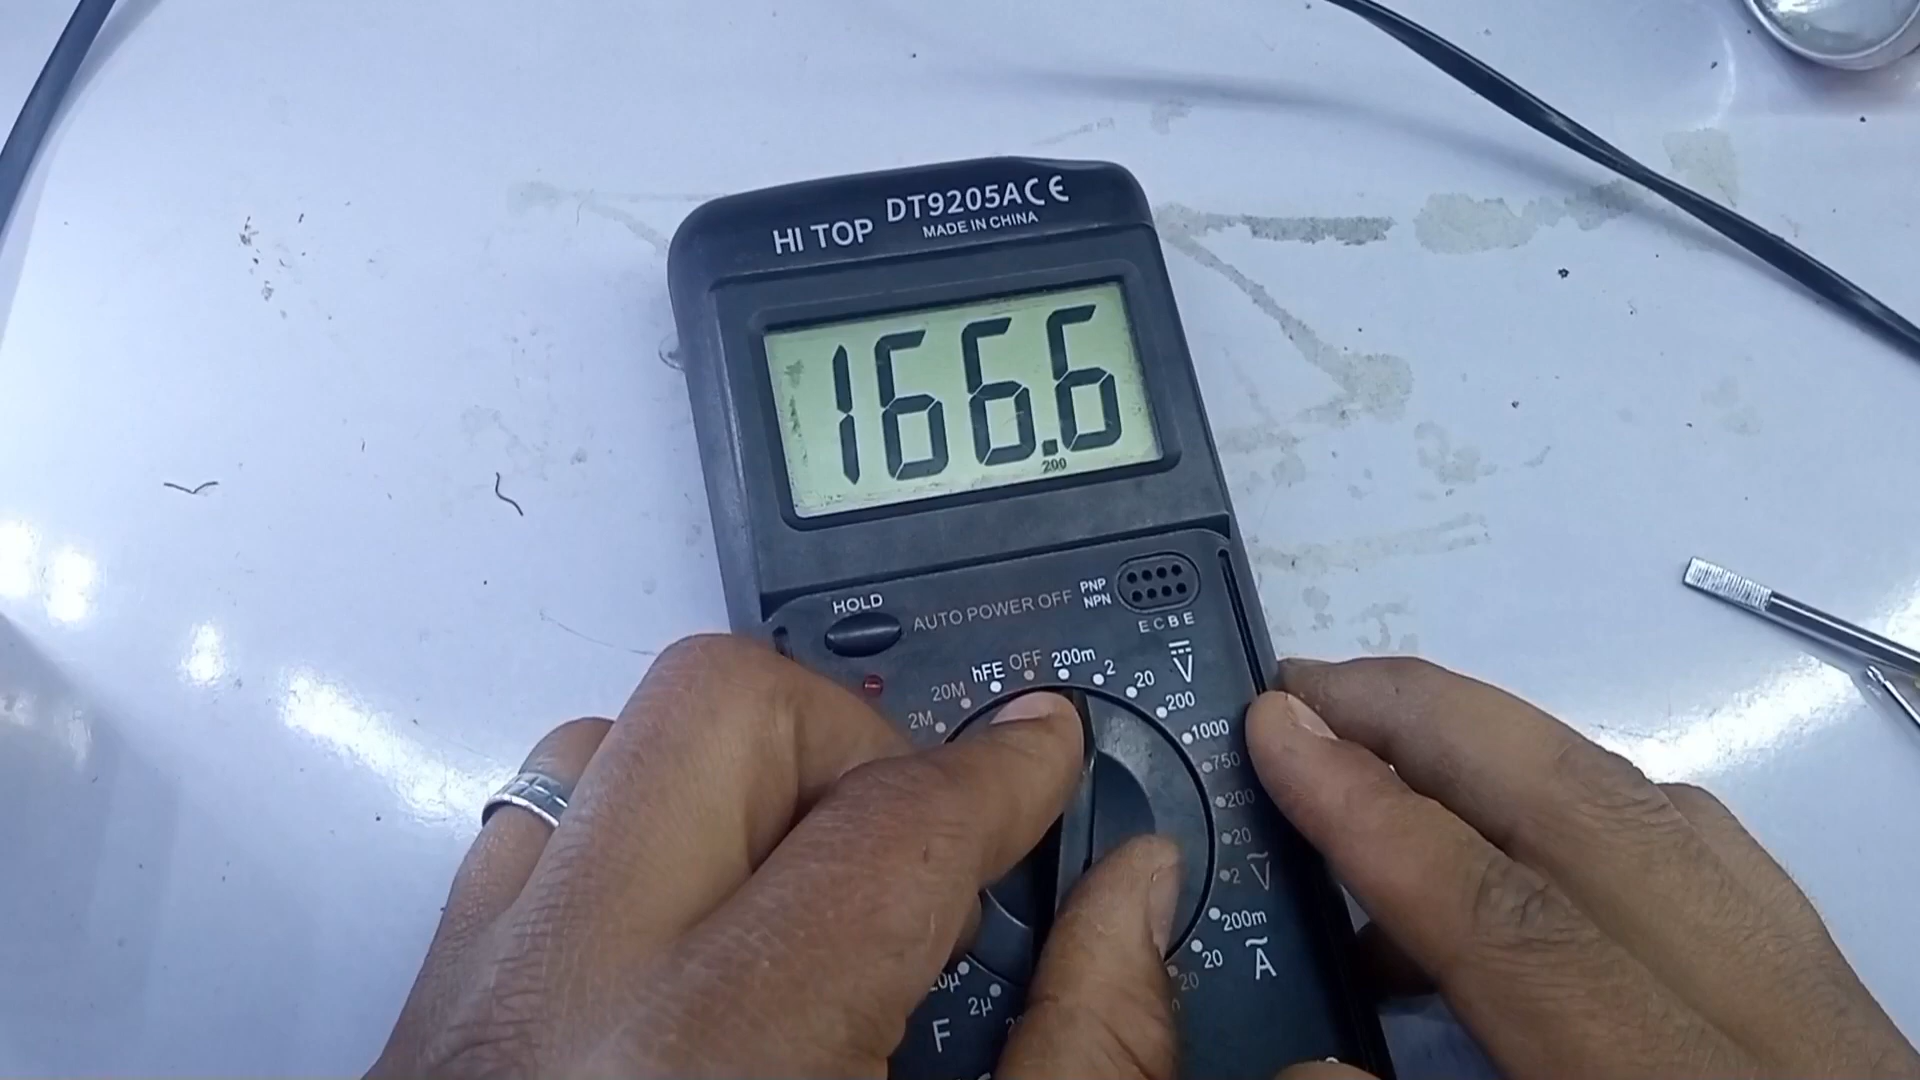 HI TOP DT9205A CE
MADE IN CHINA
166.6
200
HOLD
AUTO POWER OFF
PNP
NPN
E C B E
20M
hFE
OFF
200m
2
20
V
2M
200
1000
750
200
20
2
V
200m
20
A
20
2µ
F